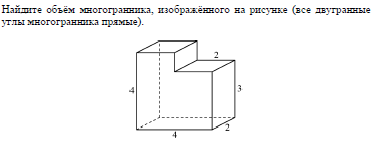 Найдите объём многогранника, изображённого на рисунке (все двугранные
углы многогранника прямые).
2
4
3
4
2